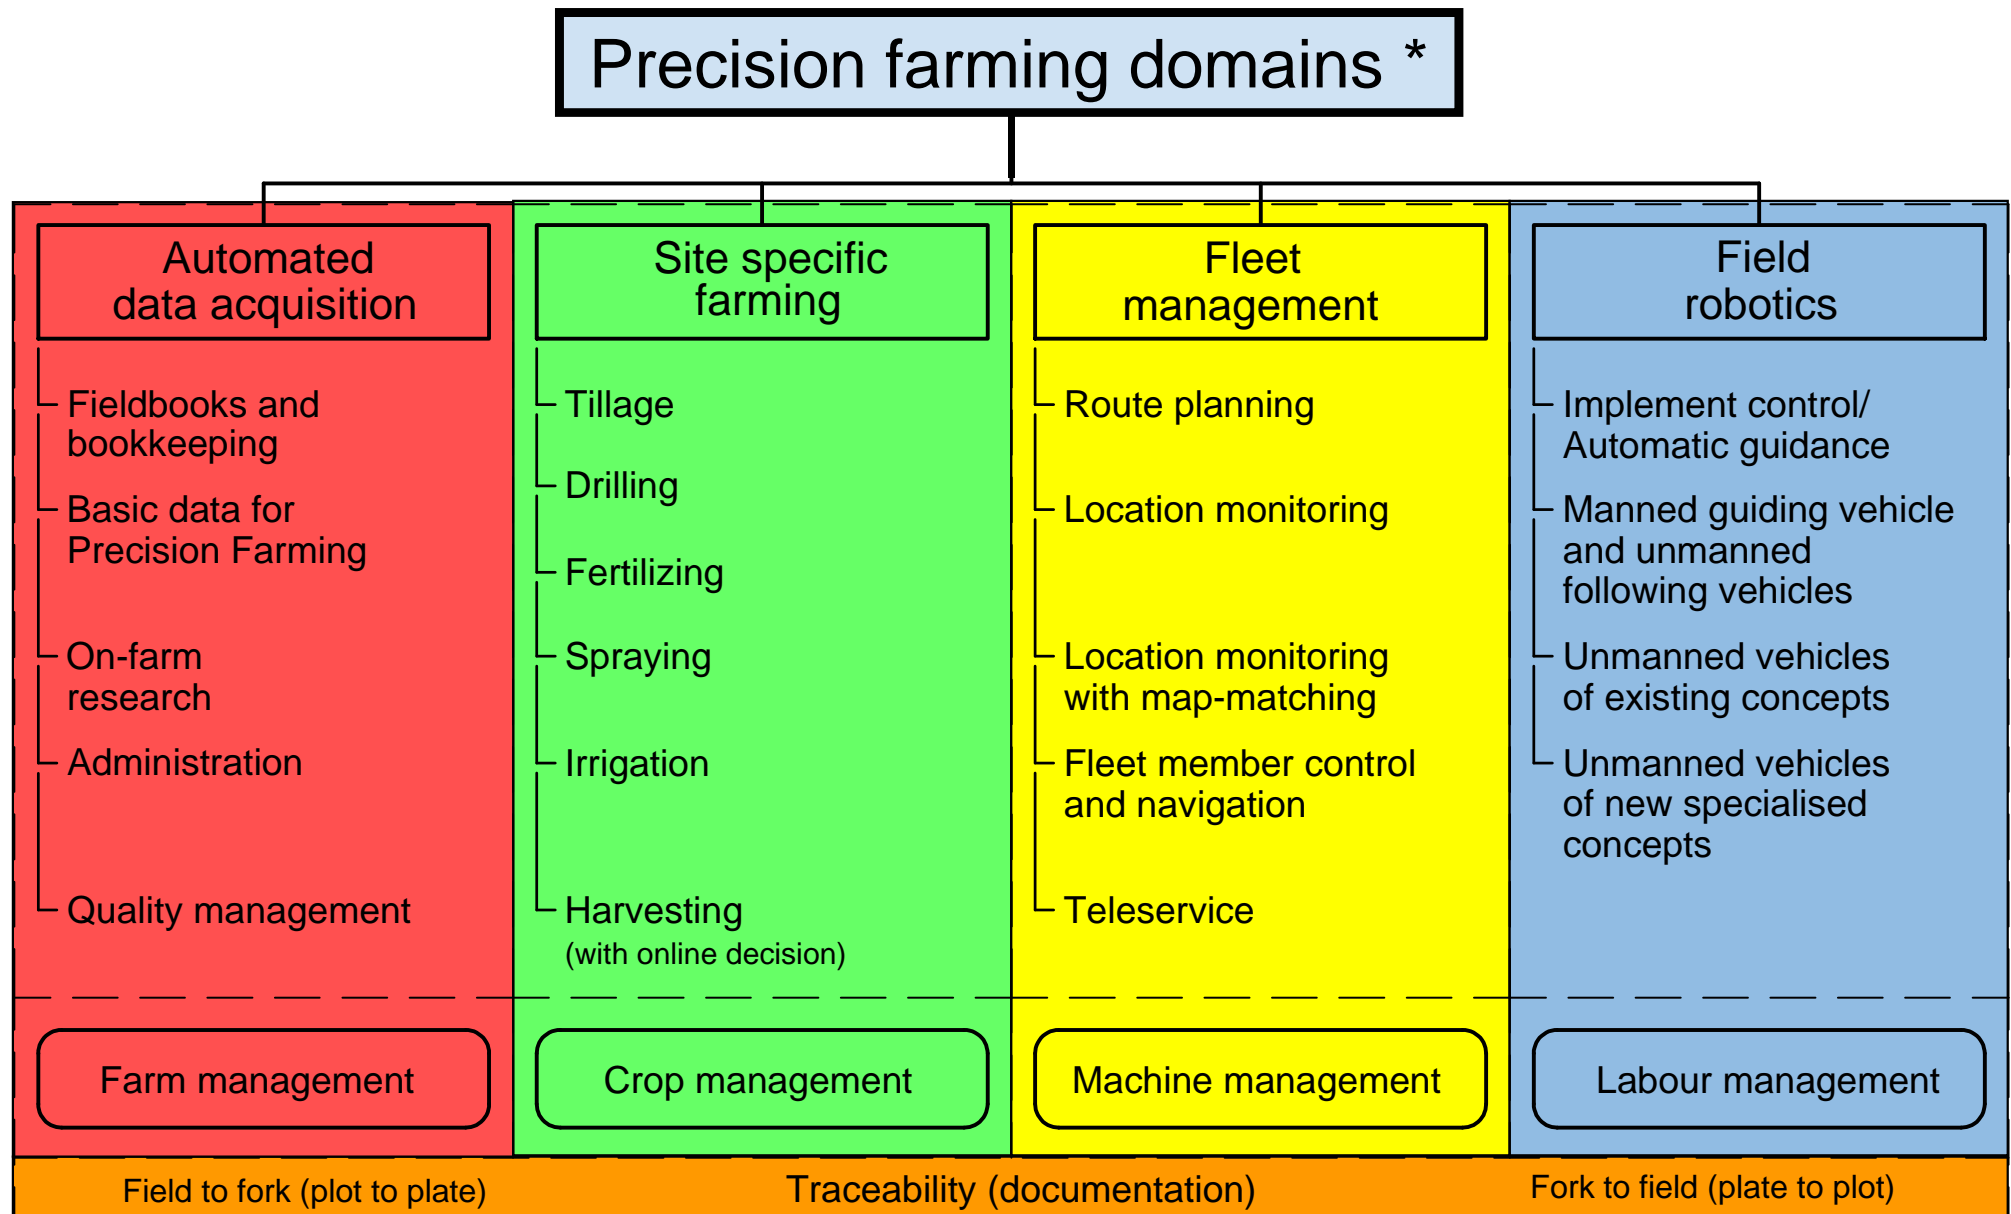 Precision farming domains *
Automated
data acquisition
Fieldbooks and
bookkeeping
Basic data for
Precision Farming
On-farm
research
Administration
Quality management
Farm management
Site specific
farming
Tillage
Drilling
Fertilizing
Spraying
Irrigation
Harvesting
(with online decision)
Crop management
Fleet
management
Route planning
Location monitoring
Location monitoring
with map-matching
Fleet member control
and navigation
Teleservice
Machine management
Field
robotics
Implement control/
Automatic guidance
Manned guiding vehicle
and unmanned
following vehicles
Unmanned vehicles
of existing concepts
Unmanned vehicles
of new specialised
concepts
Labour management
Field to fork (plot to plate)
Traceability (documentation)
Fork to field (plate to plot)